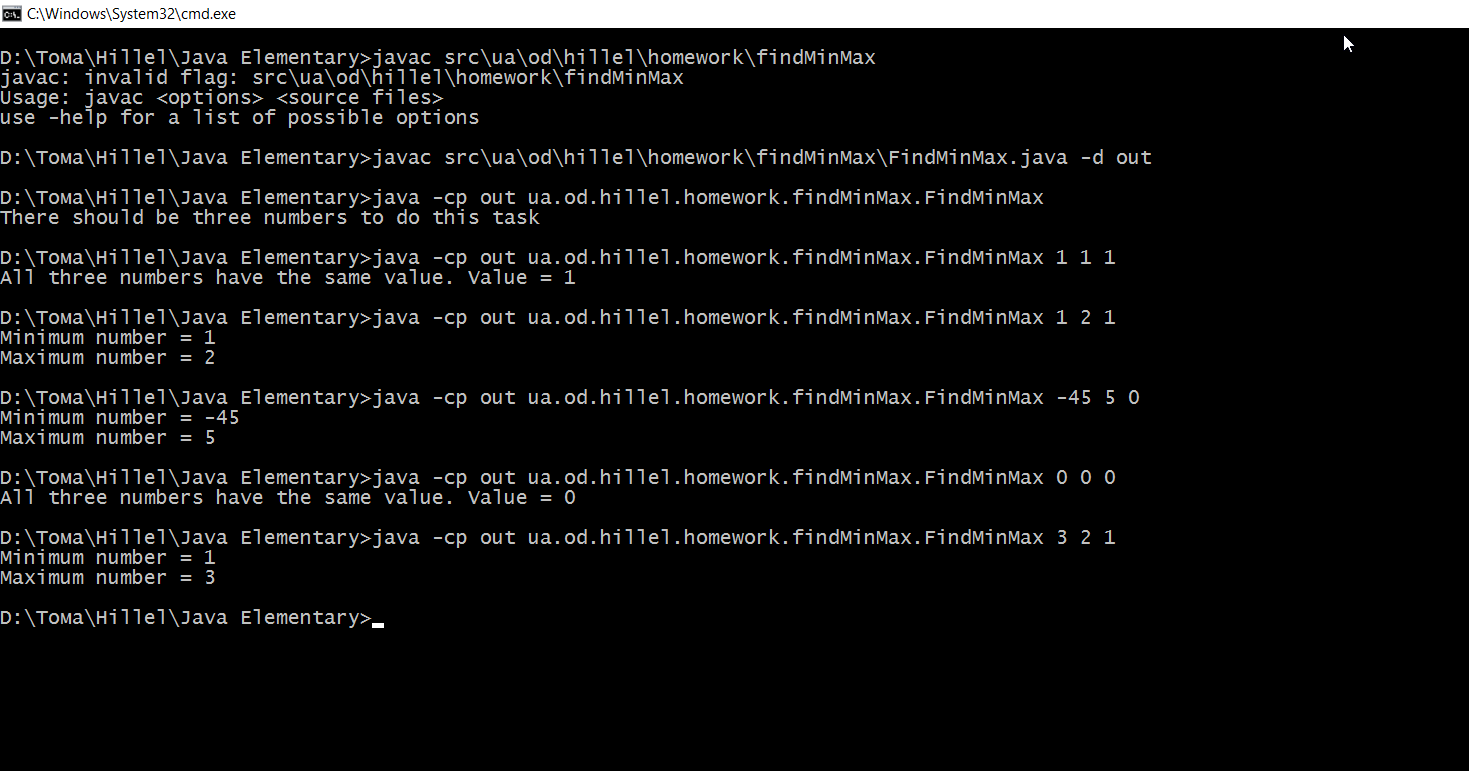 C:\Windows\System32\cmd.exe
D:\Тома\Hillel\Java Elementary>javac src\ua\od\hillel\homework\findMinMax
javac: invalid flag: src\ua\od\hillel\homework\findMinMax
Usage: javac <options> <source files>
use -help for a list of possible options
D:\Тома\Hillel\Java Elementary>javac src\ua\od\hillel\homework\findMinMax\FindMinMax.java -d out
D:\Тома\Hillel\Java Elementary>java -cp out ua.od.hillel.homework.findMinMax.FindMinMax
There should be three numbers to do this task
D:\Тома\Hillel\Java Elementary>java -cp out ua.od.hillel.homework.findMinMax.FindMinMax 1 1 1
All three numbers have the same value. Value = 1
D:\Тома\Hillel\Java Elementary>java -cp out ua.od.hillel.homework.findMinMax.FindMinMax 1 2 1
Minimum number = 1
Maximum number = 2
D:\Тома\Hillel\Java Elementary>java -cp out ua.od.hillel.homework.findMinMax.FindMinMax -45 5 0
Minimum number = -45
Maximum number = 5
D:\Тома\Hillel\Java Elementary>java -cp out ua.od.hillel.homework.findMinMax.FindMinMax 0 0 0
All three numbers have the same value. Value = 0
D:\Тома\Hillel\Java Elementary>java -cp out ua.od.hillel.homework.findMinMax.FindMinMax 3 2 1
Minimum number = 1
Maximum number = 3
D:\Тома\Hillel\Java Elementary>